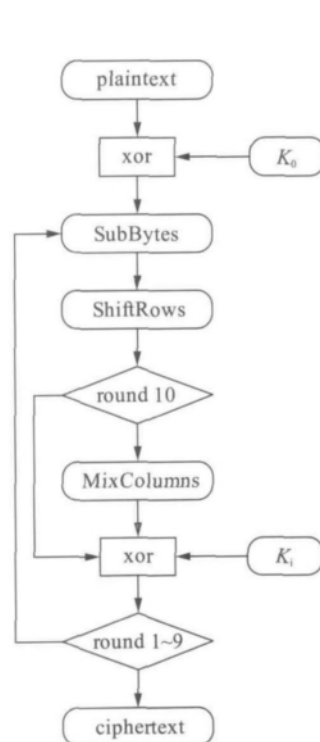 plaintext
xor
K₀
SubBytes
ShiftRows
round 10
MixColumns
xor
Kᵢ
round 1~9
ciphertext